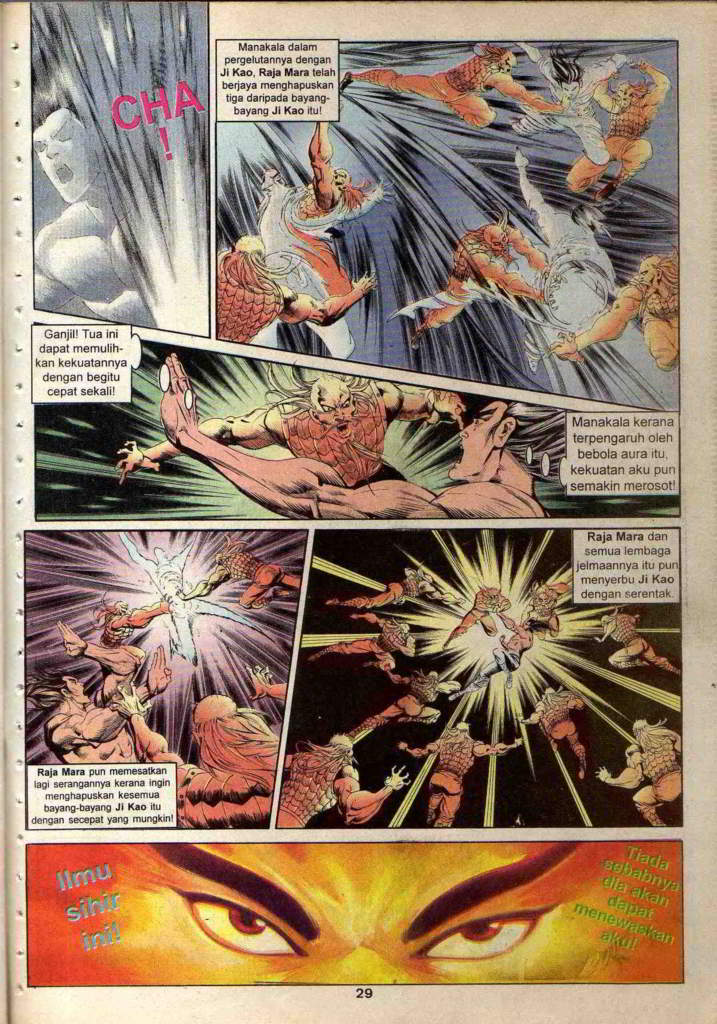 CHA
!
Manakala dalam
pergelutannya dengan
Ji Kao, Raja Mara telah
berjaya menghapuskan
tiga daripada bayang-
bayang Ji Kao itu!
Ganjil! Tua ini
dapat memulih-
kan kekuatannya
dengan begitu
cepat sekali!
Manakala kerana
terpengaruh oleh
bebola aura itu,
kekuatan aku pun
semakin merosot!
Raja Mara pun memesatkan
lagi serangannya kerana ingin
menghapuskan kesemua
bayang-bayang Ji Kao itu
dengan secepat yang mungkin!
Raja Mara dan
semua lembaga
jelmaannya itu pun
menyerbu Ji Kao
dengan serentak.
Ilmu
sihir
ini!
Tiada
sebabnya
dia akan
dapat
menewaskan
aku!
29